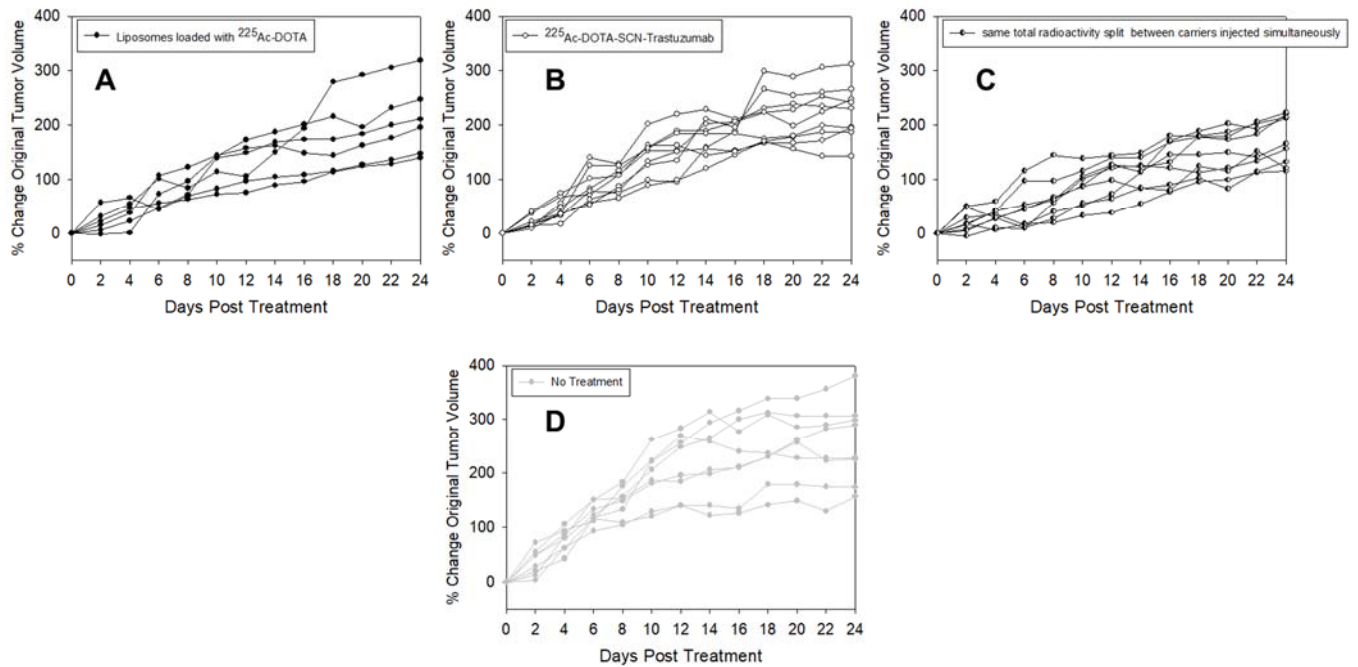 Liposomes loaded with ²²⁵Ac-DOTA
A
% Change Original Tumor Volume
400
300
200
100
0
0 2 4 6 8 10 12 14 16 18 20 22 24
Days Post Treatment
²²⁵Ac-DOTA-SCN-Trastuzumab
B
% Change Original Tumor Volume
400
300
200
100
0
0 2 4 6 8 10 12 14 16 18 20 22 24
Days Post Treatment
same total radioactivity split between carriers injected simultaneously
C
% Change Original Tumor Volume
400
300
200
100
0
0 2 4 6 8 10 12 14 16 18 20 22 24
Days Post Treatment
No Treatment
D
% Change Original Tumor Volume
400
300
200
100
0
0 2 4 6 8 10 12 14 16 18 20 22 24
Days Post Treatment